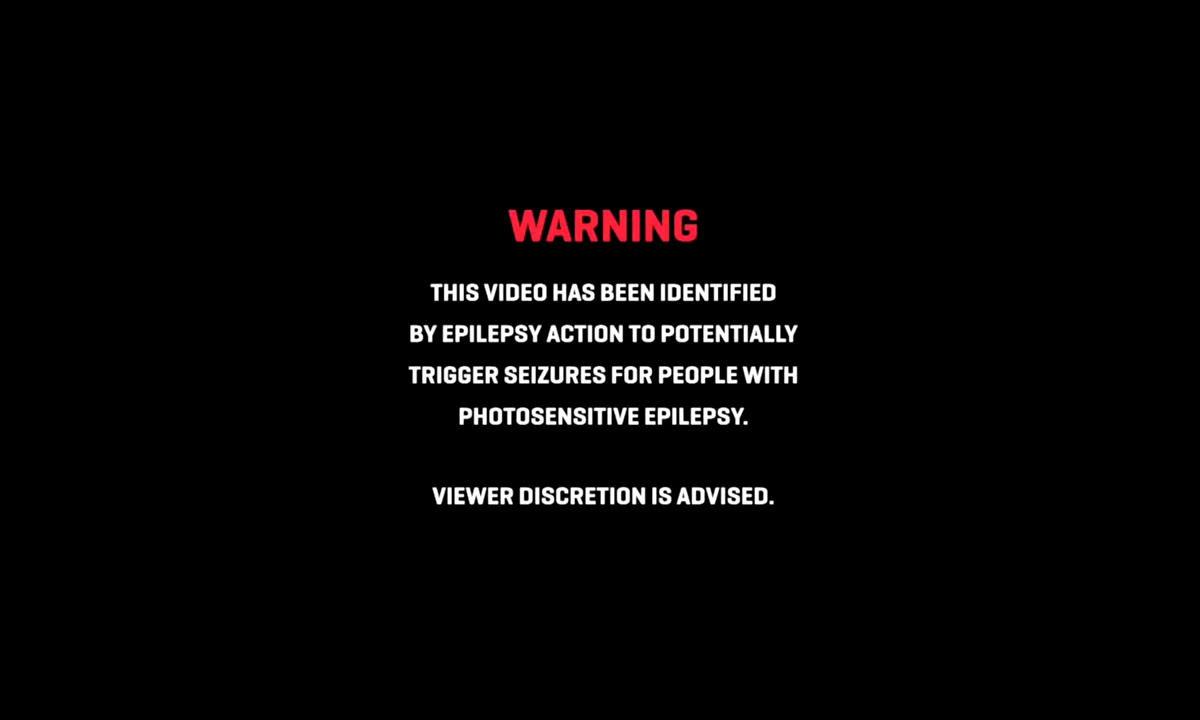 WARNING
THIS VIDEO HAS BEEN IDENTIFIED
BY EPILEPSY ACTION TO POTENTIALLY
TRIGGER SEIZURES FOR PEOPLE WITH
PHOTOSENSITIVE EPILEPSY.
VIEWER DISCRETION IS ADVISED.